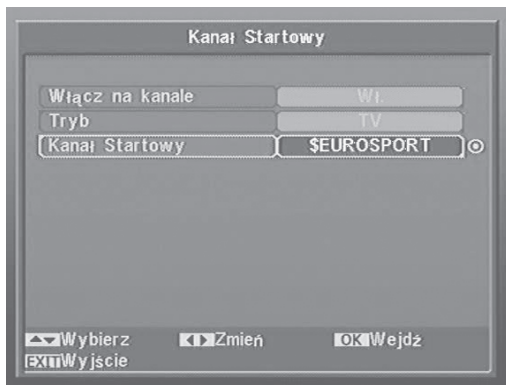 Kanał Startowy
Włącz na kanale Wł.
Tryb TV
Kanał Startowy $EUROSPORT
Wybierz Zmień OK Wejdź
EXIT Wyjście